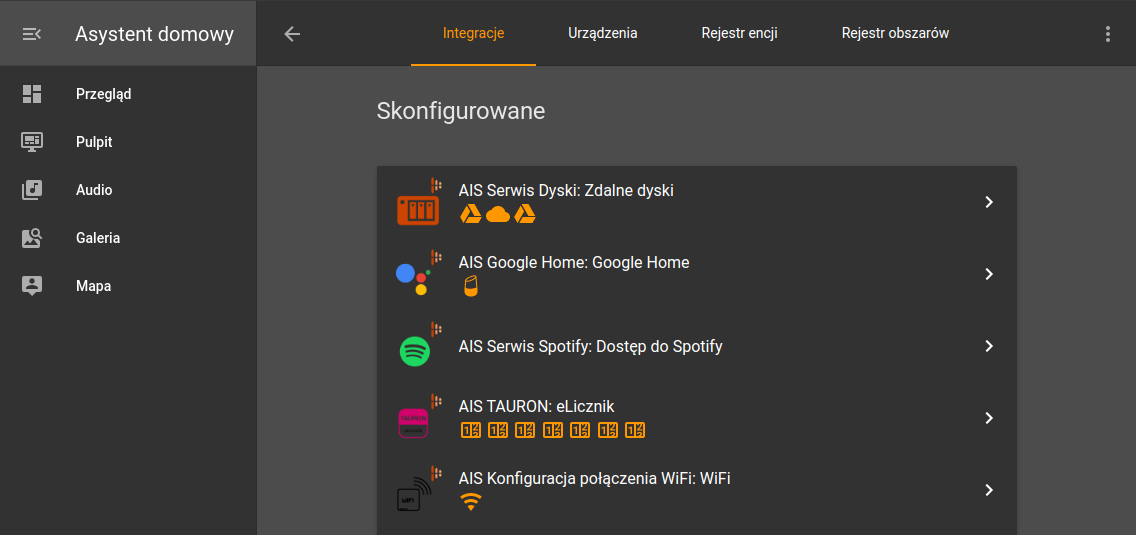 Asystent domowy
Integracje
Urządzenia
Rejestr encji
Rejestr obszarów
Przegląd
Pulpit
Audio
Galeria
Mapa
Skonfigurowane
AIS Serwis Dyski: Zdalne dyski
AIS Google Home: Google Home
AIS Serwis Spotify: Dostęp do Spotify
TAURON
AIS TAURON: eLicznik
WiFi
AIS Konfiguracja połączenia WiFi: WiFi